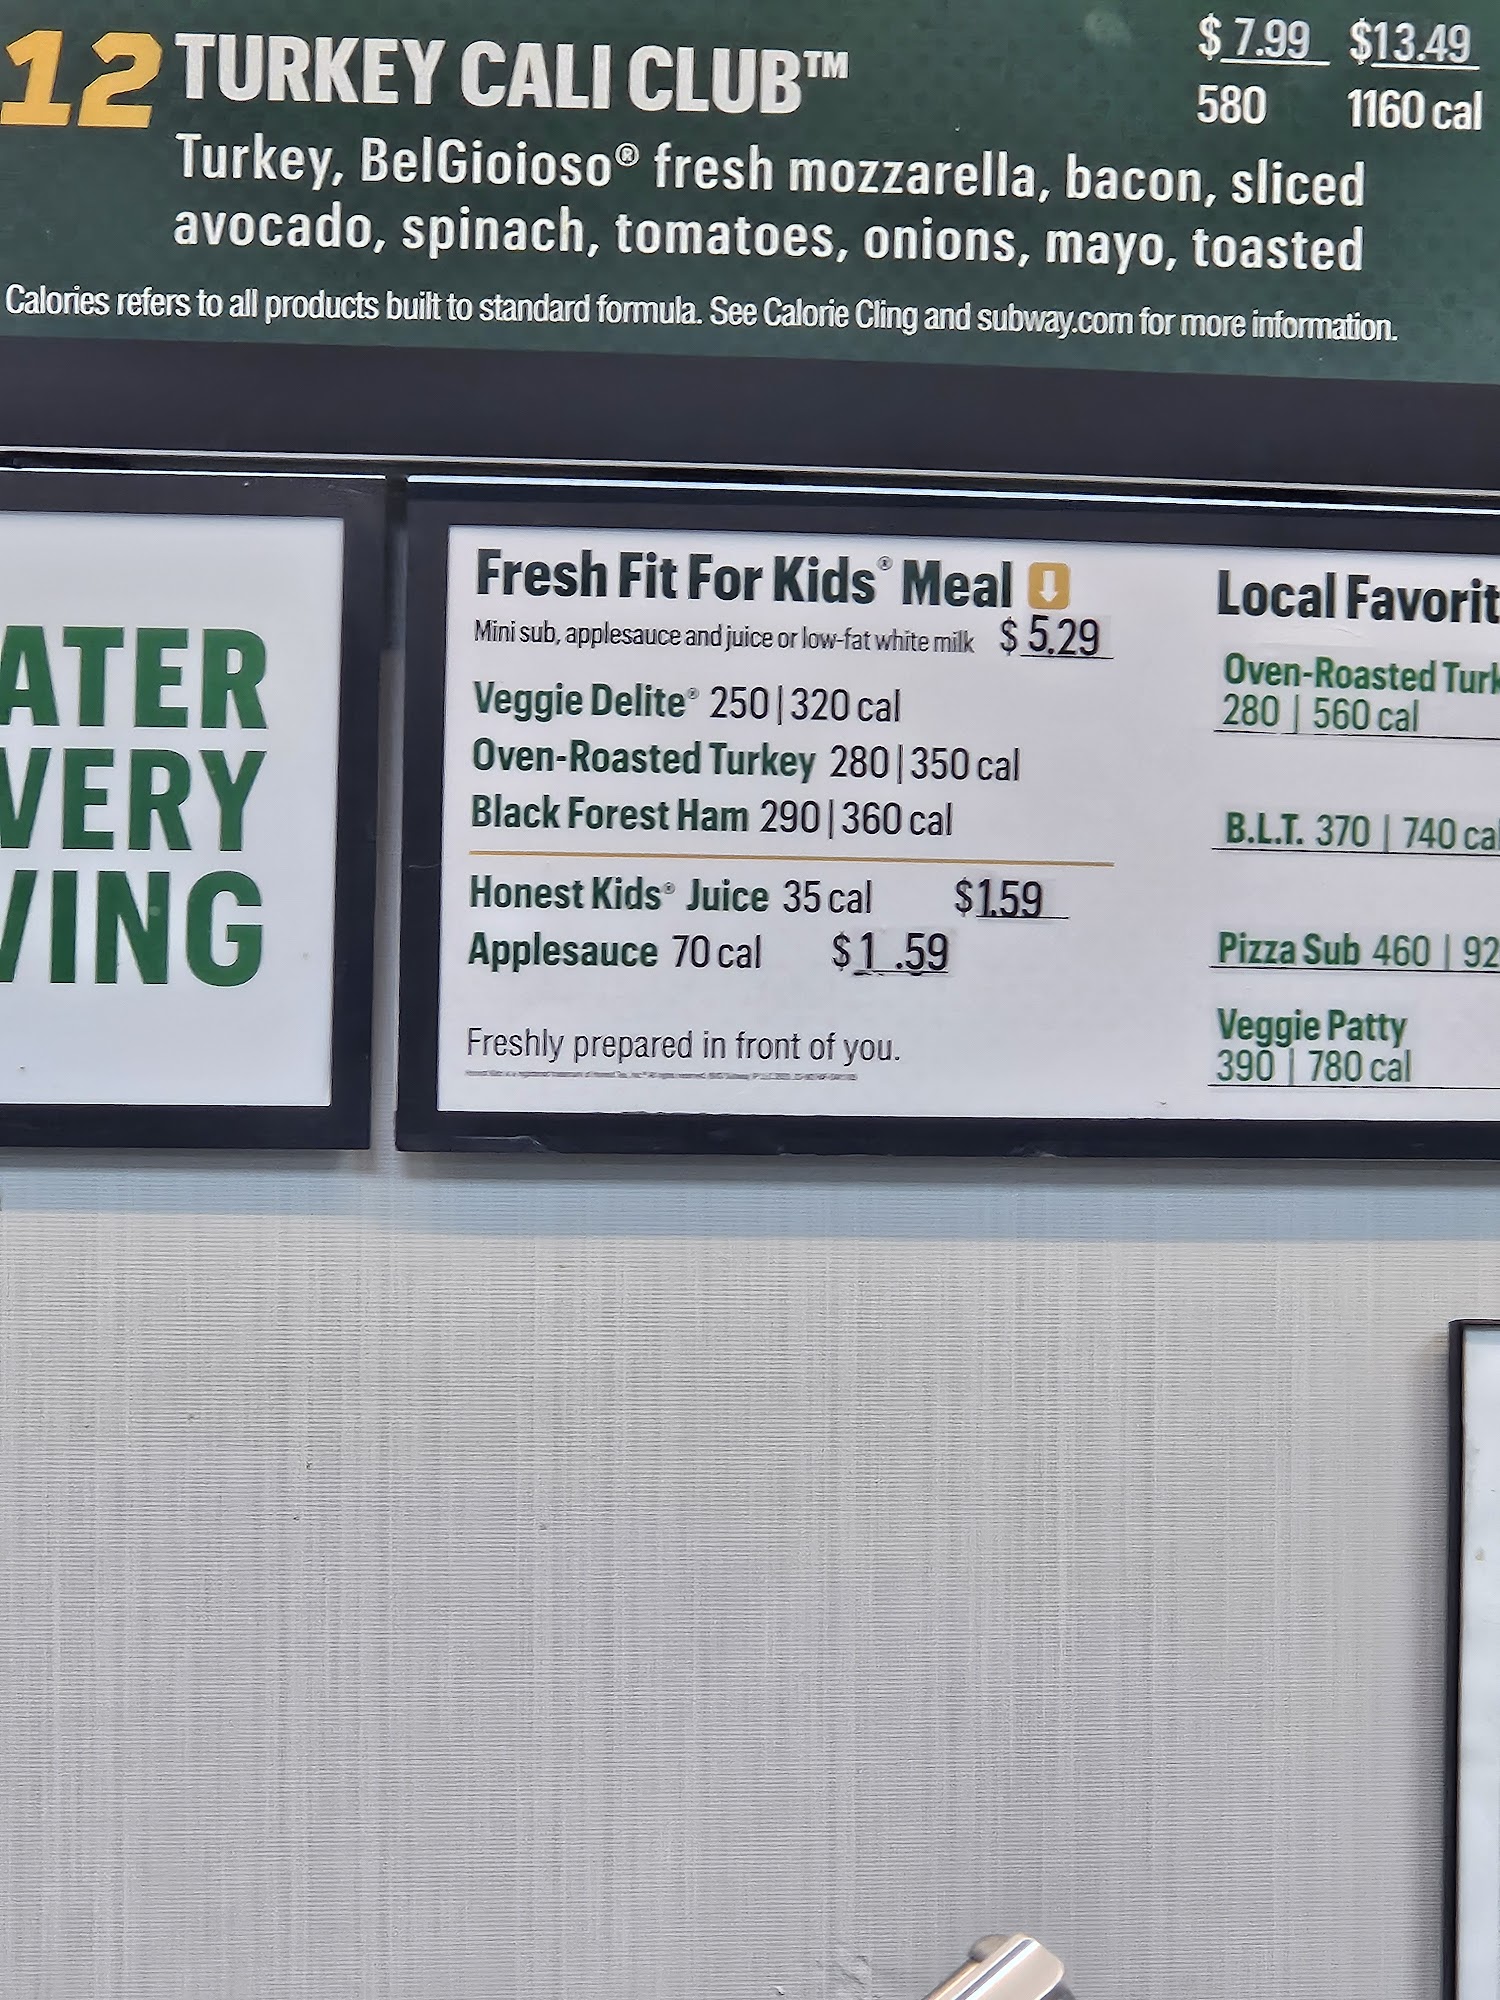 12 TURKEY CALI CLUB™ $7.99 $13.49
580 1160 cal
Turkey, BelGioioso® fresh mozzarella, bacon, sliced
avocado, spinach, tomatoes, onions, mayo, toasted
Calories refers to all products built to standard formula. See Calorie Cling and subway.com for more information.
ATER
VERY
VING
Fresh Fit For Kids® Meal
Mini sub, applesauce and juice or low-fat white milk $5.29
Veggie Delite® 250|320 cal
Oven-Roasted Turkey 280|350 cal
Black Forest Ham 290|360 cal
Honest Kids® Juice 35 cal $1.59
Applesauce 70 cal $1.59
Freshly prepared in front of you.
Local Favorit
Oven-Roasted Turk
280 | 560 cal
B.L.T. 370 | 740 cal
Pizza Sub 460 | 92
Veggie Patty
390 | 780 cal